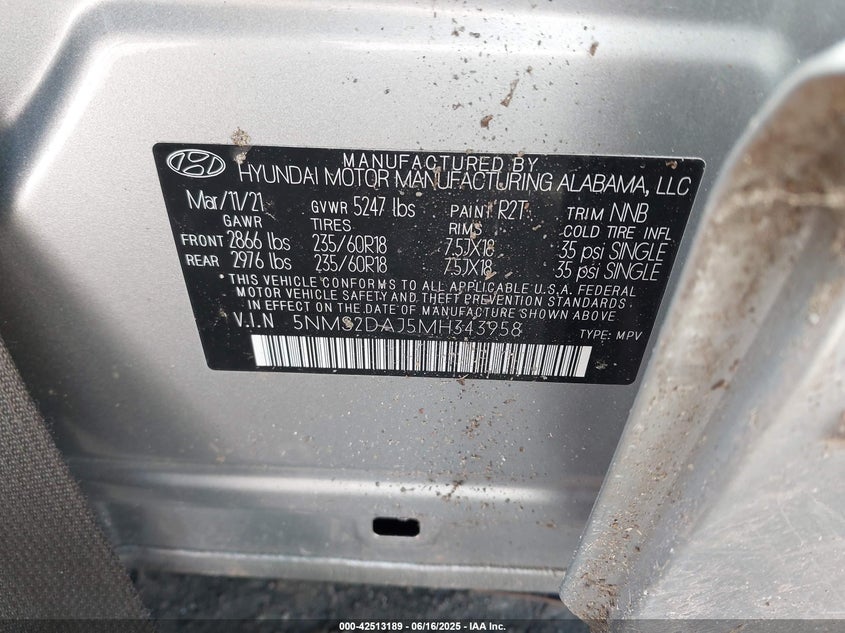 MANUFACTURED BY
HYUNDAI MOTOR MANUFACTURING ALABAMA, LLC
Mar/11/21 GVWR 5247 lbs PAINT R2T TRIM NNB
GAWR TIRES RIMS COLD TIRE INFL
FRONT 2866 lbs 235/60R18 7.5JX18 35 psi SINGLE
REAR 2976 lbs 235/60R18 7.5JX18 35 psi SINGLE
THIS VEHICLE CONFORMS TO ALL APPLICABLE U.S.A. FEDERAL
MOTOR VEHICLE SAFETY AND THEFT PREVENTION STANDARDS
IN EFFECT ON THE DATE OF MANUFACTURE SHOWN ABOVE
V.I.N 5NMS2DAJ5MH343958 TYPE: MPV
000-42513189 - 06/16/2025 - IAA Inc.